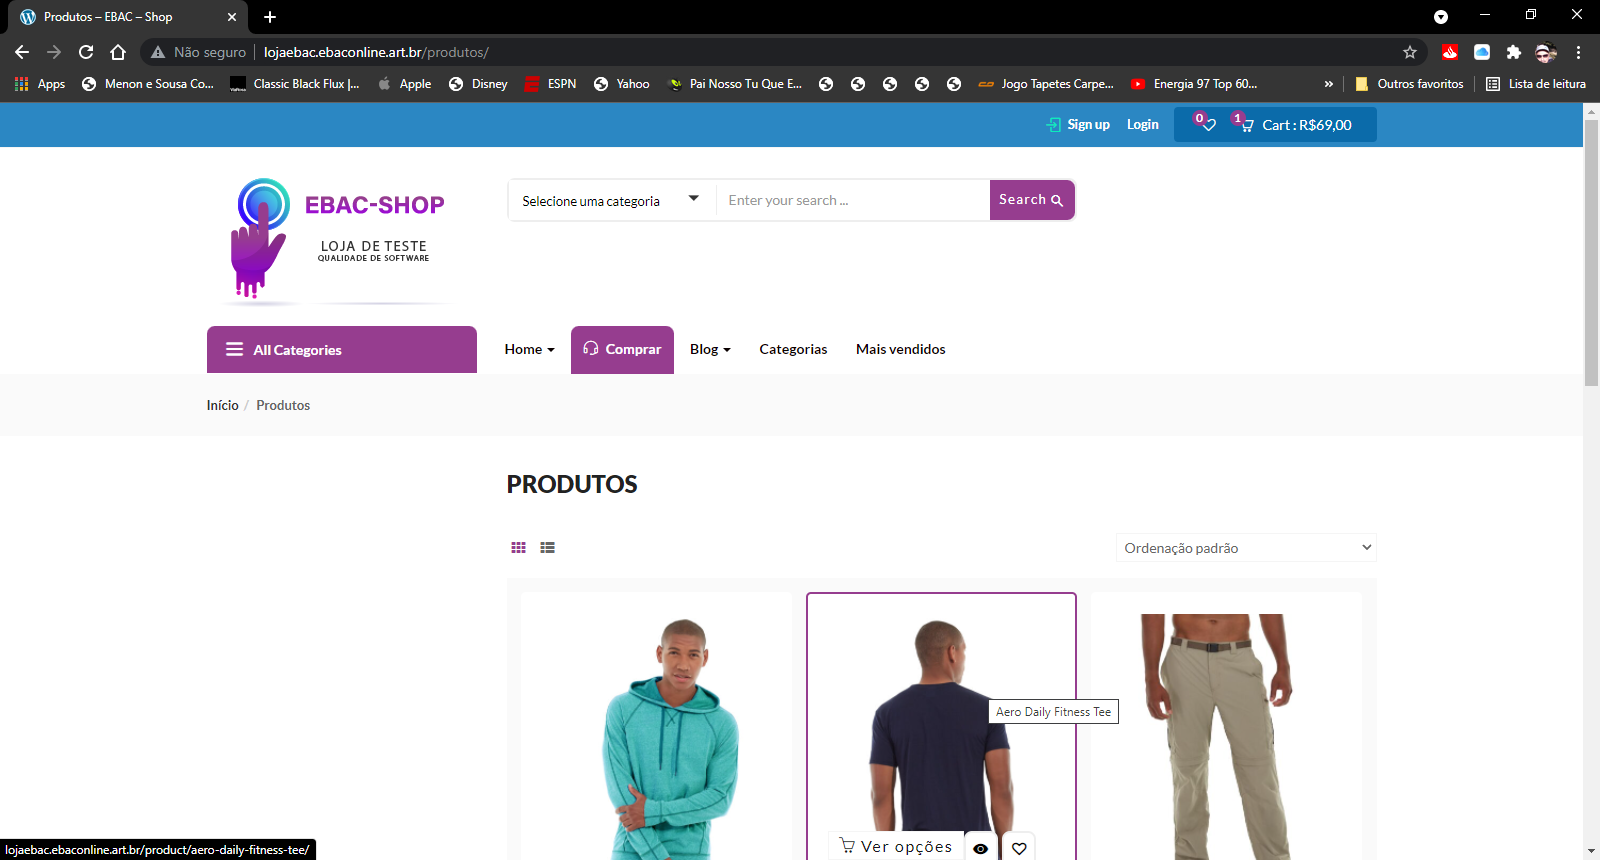 Produtos – EBAC – Shop
Não seguro lojaebac.ebaconline.art.br/produtos/
Apps Menon e Sousa Co... Classic Black Flux |... Apple Disney ESPN Yahoo Pai Nosso Tu Que E... Jogo Tapetes Carpe... Energia 97 Top 60... » Outros favoritos Lista de leitura
Sign up Login 0 1 Cart : R$69,00
EBAC-SHOP
LOJA DE TESTE
QUALIDADE DE SOFTWARE
Selecione uma categoria Enter your search ... Search
All Categories Home Comprar Blog Categorias Mais vendidos
Início / Produtos
PRODUTOS
Ordenação padrão
Aero Daily Fitness Tee
Ver opções
lojaebac.ebaconline.art.br/product/aero-daily-fitness-tee/